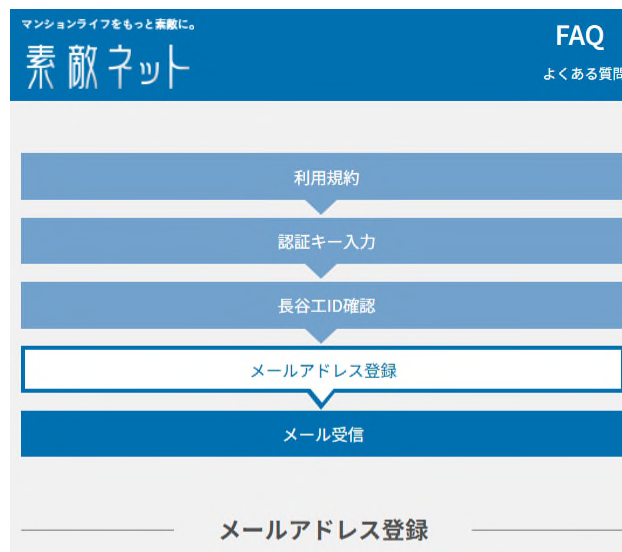 マンションライフをもっと素敵に。
素敵ネット
FAQ
よくある質問
利用規約
認証キー入力
長谷工ID確認
メールアドレス登録
メール受信
メールアドレス登録